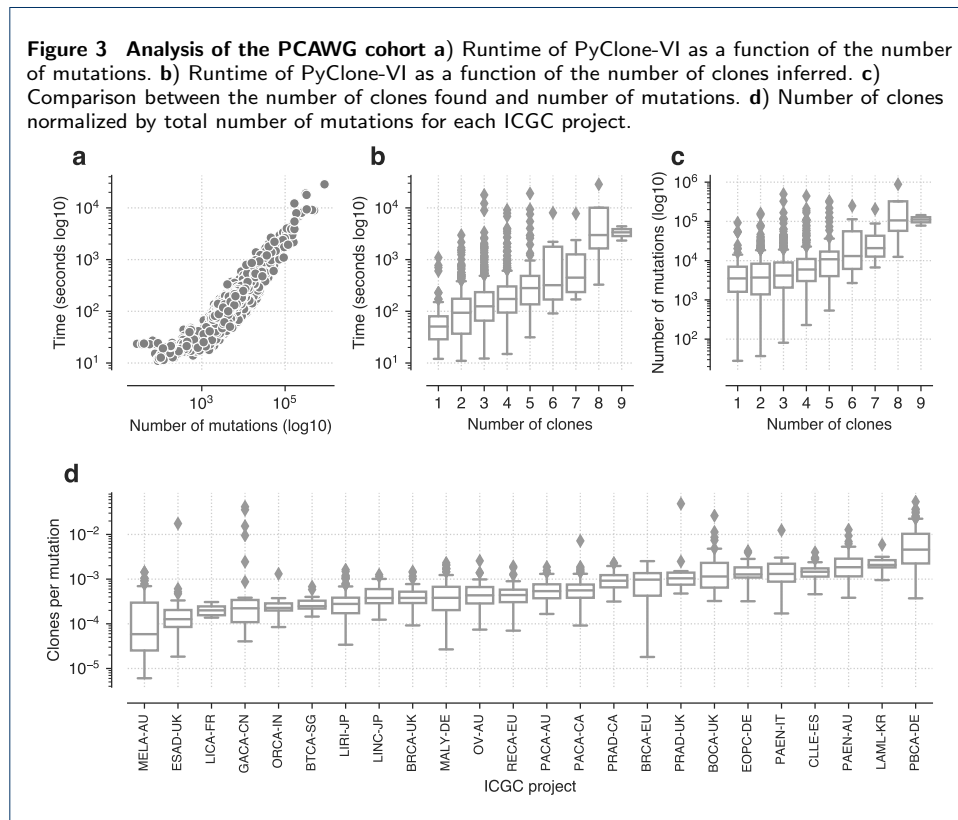 Figure 3 Analysis of the PCAWG cohort a) Runtime of PyClone-VI as a function of the number
of mutations. b) Runtime of PyClone-VI as a function of the number of clones inferred. c)
Comparison between the number of clones found and number of mutations. d) Number of clones
normalized by total number of mutations for each ICGC project.
a
Time (seconds log10)
10^4
10^3
10^2
10^1
10^3 10^5
Number of mutations (log10)
b
Time (seconds log10)
10^4
10^3
10^2
10^1
1 2 3 4 5 6 7 8 9
Number of clones
c
Number of mutations (log10)
10^6
10^5
10^4
10^3
10^2
1 2 3 4 5 6 7 8 9
Number of clones
d
Clones per mutation
10^−2
10^−3
10^−4
10^−5
MELA-AU
ESAD-UK
LICA-FR
GACA-CN
ORCA-IN
BTCA-SG
LIRI-JP
LINC-JP
BRCA-UK
MALY-DE
OV-AU
RECA-EU
PACA-AU
PACA-CA
PRAD-CA
BRCA-EU
PRAD-UK
BOCA-UK
EOPC-DE
PAEN-IT
CLLE-ES
PAEN-AU
LAML-KR
PBCA-DE
ICGC project